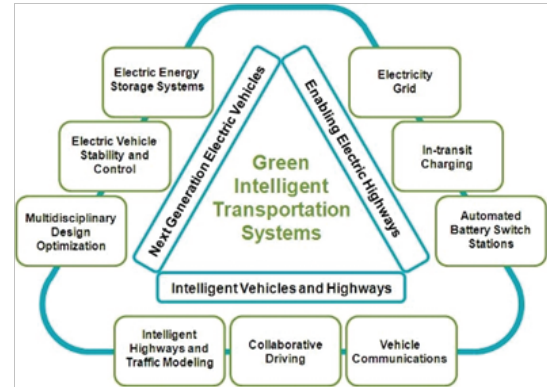 Electric Energy
Storage Systems
Electric Vehicle
Stability and
Control
Multidisciplinary
Design
Optimization
Next Generation Electric Vehicles
Green
Intelligent
Transportation
Systems
Enabling Electric Highways
Electricity
Grid
In-transit
Charging
Automated
Battery Switch
Stations
Intelligent Vehicles and Highways
Intelligent
Highways and
Traffic Modeling
Collaborative
Driving
Vehicle
Communications